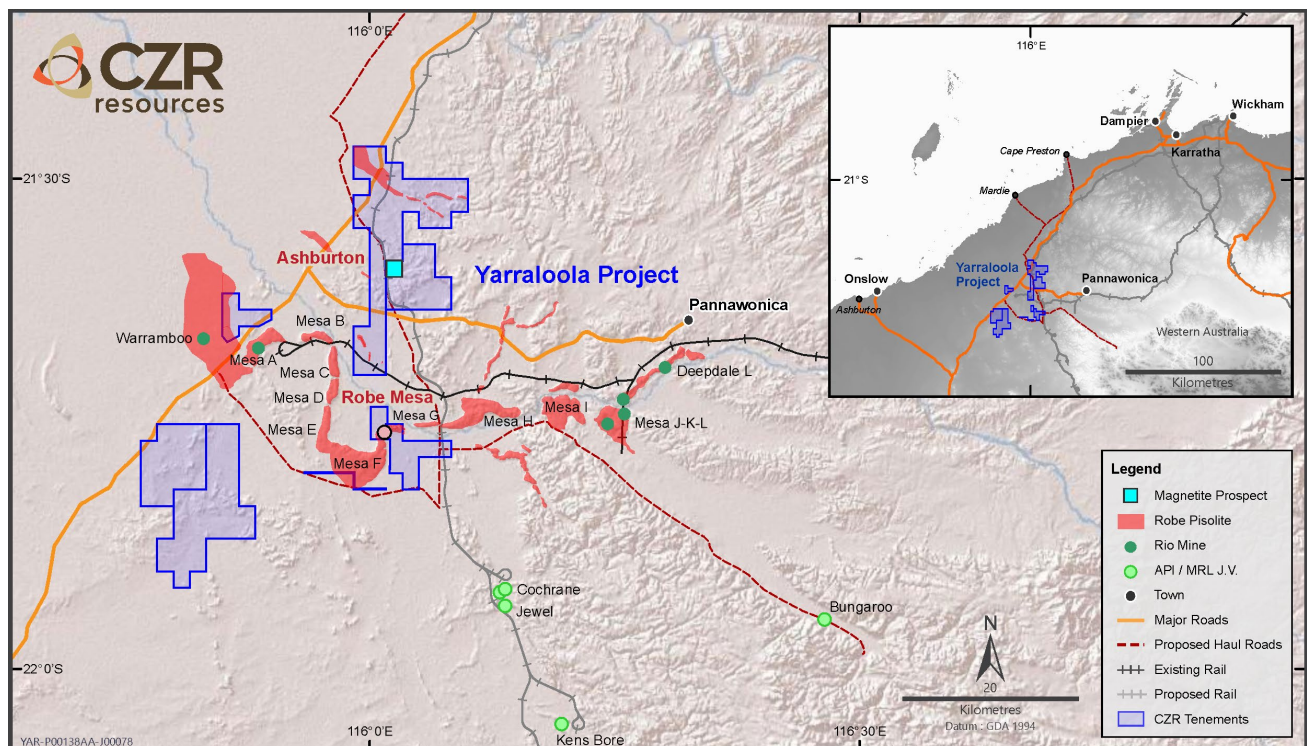 CZR
resources
116°0'E
21°30'S
Ashburton
Yarraloola Project
Pannawonica
Warramboo
Mesa A
Mesa B
Mesa C
Mesa D
Mesa E
Mesa F
Robe Mesa
Mesa G
Mesa H
Mesa I
Mesa J-K-L
Deepdale L
Cochrane
Jewel
Bungaroo
Kens Bore
22°0'S
116°0'E
116°30'E
YAR-P00138AA-J00078
N
20
Kilometres
Datum : GDA 1994
116°E
21°S
Wickham
Dampier
Karratha
Cape Preston
Mardie
Yarraloola
Project
Onslow
Ashburton
Pannawonica
Western Australia
100
Kilometres
Legend
Magnetite Prospect
Robe Pisolite
Rio Mine
API / MRL J.V.
Town
Major Roads
Proposed Haul Roads
Existing Rail
Proposed Rail
CZR Tenements